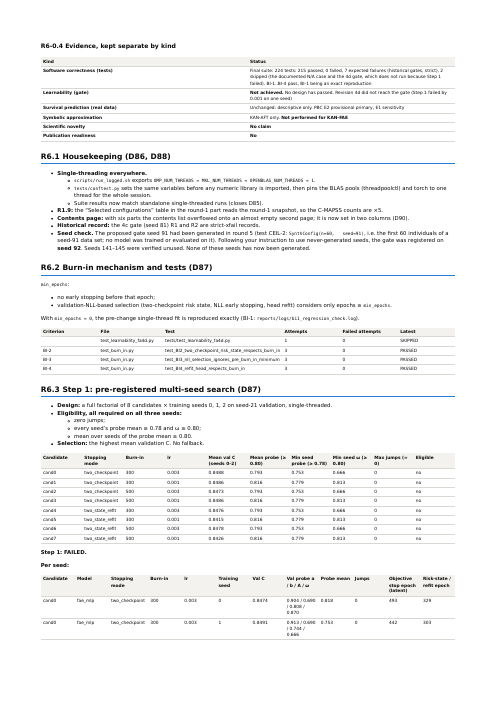 R6-0.4 Evidence, kept separate by kind
Kind Status
Software correctness (tests) Final suite: 224 tests: 215 passed, 0 failed, 7 expected failures (historical gates, strict), 2
skipped (the documented N/A case and the 4d gate, which does not run because Step 1
failed). BI-1..BI-4 pass, BI-1 being an exact reproduction
Learnability (gate) Not achieved. No design has passed. Revision 4d did not reach the gate (Step 1 failed by
0.001 on one seed)
Survival prediction (real data) Unchanged: descriptive only. PBC S2 provisional primary, E1 sensitivity
Symbolic approximation KAN-AFT only. Not performed for KAN-FAE
Scientific novelty No claim
Publication readiness No
R6.1 Housekeeping (D86, D88)
• Single-threading everywhere.
scripts/run_logged.sh exports OMP_NUM_THREADS = MKL_NUM_THREADS = OPENBLAS_NUM_THREADS = 1.
tests/conftest.py sets the same variables before any numeric library is imported, then pins the BLAS pools (threadpoolctl) and torch to one
thread for the whole session.
Suite results now match standalone single-threaded runs (closes D85).
• R1.9: the "Selected configurations" table in the round-1 part reads the round-1 snapshot, so the C-MAPSS counts are ×5.
• Contents page: with six parts the contents list overflowed onto an almost empty second page; it is now set in two columns (D90).
• Historical record: the 4c gate (seed 81) R1 and R2 are strict-xfail records.
• Seed check. The proposed gate seed 91 had been generated in round 5 (test CEIL-2: SynthConfig(n=60, seed=91), i.e. the first 60 individuals of a
seed-91 data set; no model was trained or evaluated on it). Following your instruction to use never-generated seeds, the gate was registered on
seed 92. Seeds 141–145 were verified unused. None of these seeds has now been generated.
R6.2 Burn-in mechanism and tests (D87)
min_epochs:
• no early stopping before that epoch;
• validation-NLL-based selection (two-checkpoint risk state, NLL early stopping, head refit) considers only epochs ≥ min_epochs.
With min_epochs = 0, the pre-change single-thread fit is reproduced exactly (BI-1: reports/logs/bi1_regression_check.log).
Criterion File Test Attempts Failed attempts Latest
test_learnability_fa4d.py tests/test_learnability_fa4d.py 1 0 SKIPPED
BI-2 test_burn_in.py test_BI2_two_checkpoint_risk_state_respects_burn_in 3 0 PASSED
BI-3 test_burn_in.py test_BI3_nll_selection_ignores_pre_burn_in_minimum 3 0 PASSED
BI-4 test_burn_in.py test_BI4_refit_head_respects_burn_in 3 0 PASSED
R6.3 Step 1: pre-registered multi-seed search (D87)
• Design: a full factorial of 8 candidates × training seeds 0, 1, 2 on seed-21 validation, single-threaded.
• Eligibility, all required on all three seeds:
zero jumps;
every seed's probe mean ≥ 0.78 and ω ≥ 0.80;
mean over seeds of the probe mean ≥ 0.80.
• Selection: the highest mean validation C. No fallback.
Candidate Stopping mode Burn-in lr Mean val C (seeds 0-2) Mean probe (≥ 0.80) Min seed probe (≥ 0.78) Min seed ω (≥ 0.80) Max jumps (= 0) Eligible
cand0 two_checkpoint 300 0.003 0.8488 0.793 0.753 0.666 0 no
cand1 two_checkpoint 300 0.001 0.8486 0.816 0.779 0.813 0 no
cand2 two_checkpoint 500 0.003 0.8473 0.793 0.753 0.666 0 no
cand3 two_checkpoint 500 0.001 0.8486 0.816 0.779 0.813 0 no
cand4 two_state_refit 300 0.003 0.8476 0.793 0.753 0.666 0 no
cand5 two_state_refit 300 0.001 0.8415 0.816 0.779 0.813 0 no
cand6 two_state_refit 500 0.003 0.8478 0.793 0.753 0.666 0 no
cand7 two_state_refit 500 0.001 0.8426 0.816 0.779 0.813 0 no
Step 1: FAILED.
Per seed:
Candidate Model Stopping mode Burn-in lr Training seed Val C Val probe a / b / A / ω Probe mean Jumps Objective stop epoch (latent) Risk-state / refit epoch
cand0 fae_mlp two_checkpoint 300 0.003 0 0.8474 0.904 / 0.690 / 0.808 / 0.870 0.818 0 493 329
cand0 fae_mlp two_checkpoint 300 0.003 1 0.8491 0.913 / 0.690 / 0.744 / 0.666 0.753 0 442 303